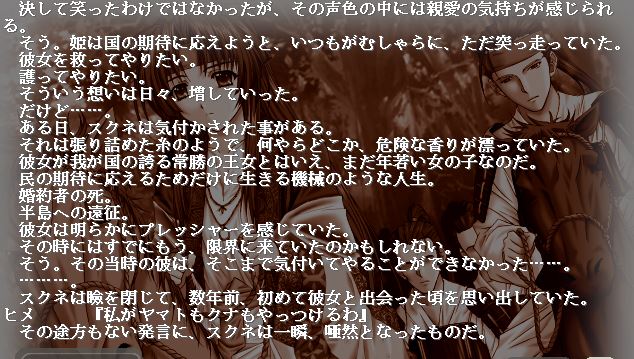 決して笑ったわけではなかったが、その声色の中には親愛の気持ちが感じられ
る。
そう。姫は国の期待に応えようと、いつもがむしゃらに、ただ突っ走っていた。
彼女を救ってやりたい。
護ってやりたい。
そういう想いは日々、増していった。
だけど……。
ある日、スクネは気付かされた事がある。
それは張り詰めた糸のようで、何やらどこか、危険な香りが漂っていた。
彼女が我が国の誇る常勝の王女とはいえ、まだ年若い女の子なのだ。
民の期待に応えるためだけに生きる機械のような人生。
婚約者の死。
半島への遠征。
彼女は明らかにプレッシャーを感じていた。
その時にはすでにもう、限界に来ていたのかもしれない。
そう。その当時の彼は、そこまで気付いてやることができなかった……。
………。
スクネは瞼を閉じて、数年前、初めて彼女と出会った頃を思い出していた。
ヒメ　　　『私がヤマトもクナもやっつけるわ』
その途方もない発言に、スクネは一瞬、唖然となったものだ。